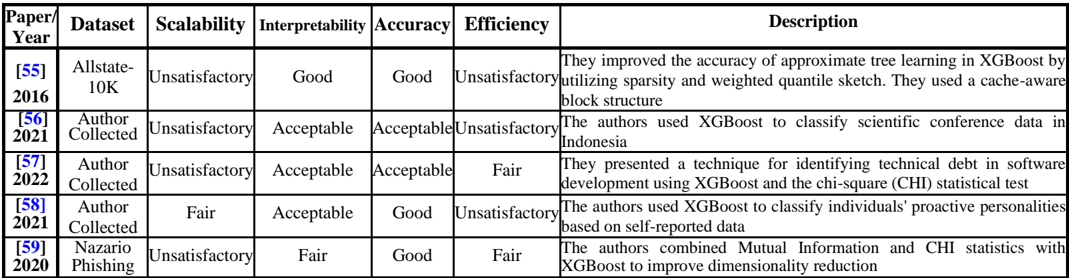 Paper/ Dataset Scalability Interpretability Accuracy Efficiency Description
Year
[55] Allstate- Unsatisfactory Good Good Unsatisfactory They improved the accuracy of approximate tree learning in XGBoost by
2016 10K utilizing sparsity and weighted quantile sketch. They used a cache-aware
block structure
[56] Author Unsatisfactory Acceptable Acceptable Unsatisfactory The authors used XGBoost to classify scientific conference data in
2021 Collected Indonesia
[57] Author Unsatisfactory Acceptable Acceptable Fair They presented a technique for identifying technical debt in software
2022 Collected development using XGBoost and the chi-square (CHI) statistical test
[58] Author Fair Acceptable Good Unsatisfactory The authors used XGBoost to classify individuals' proactive personalities
2021 Collected based on self-reported data
[59] Nazario Unsatisfactory Fair Good Fair The authors combined Mutual Information and CHI statistics with
2020 Phishing XGBoost to improve dimensionality reduction